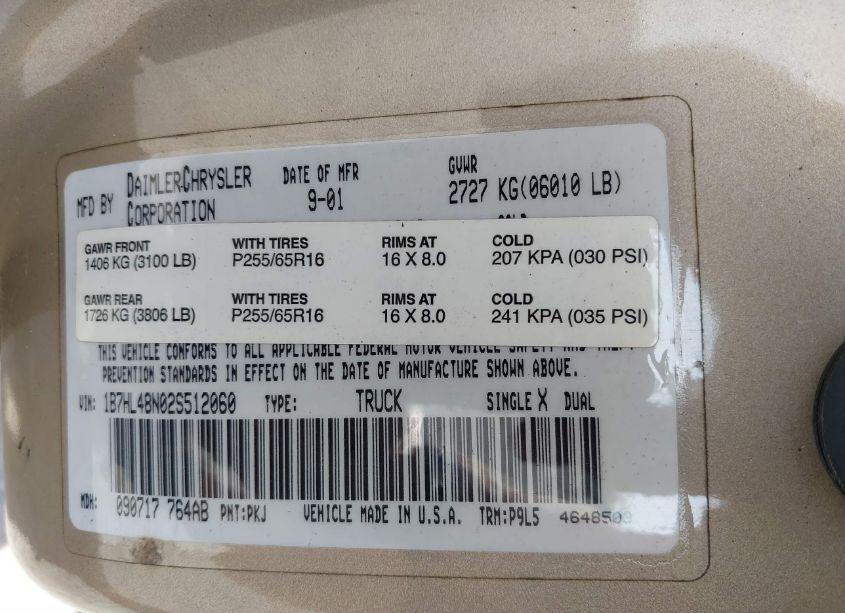 MFD BY DAIMLERCHRYSLER CORPORATION DATE OF MFR 9-01 GVWR 2727 KG(06010 LB)
GAWR FRONT WITH TIRES RIMS AT COLD
1406 KG (3100 LB) P255/65R16 16 X 8.0 207 KPA (030 PSI)
GAWR REAR WITH TIRES RIMS AT COLD
1726 KG (3806 LB) P255/65R16 16 X 8.0 241 KPA (035 PSI)
THIS VEHICLE CONFORMS TO ALL APPLICABLE FEDERAL MOTOR VEHICLE SAFETY AND THEFT
PREVENTION STANDARDS IN EFFECT ON THE DATE OF MANUFACTURE SHOWN ABOVE.
VIN: 1B7HL48N02S512060 TYPE: TRUCK SINGLE X DUAL
MDH: 090717 764AB PNT:PKJ VEHICLE MADE IN U.S.A. TRM:P9L5